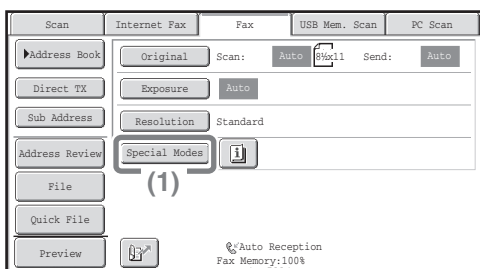 Scan Internet Fax Fax USB Mem. Scan PC Scan
Address Book Original Scan: Auto 8½x11 Send: Auto
Direct TX Exposure Auto
Sub Address Resolution Standard
Address Review Special Modes
File (1)
Quick File
Preview Auto Reception
Fax Memory:100%